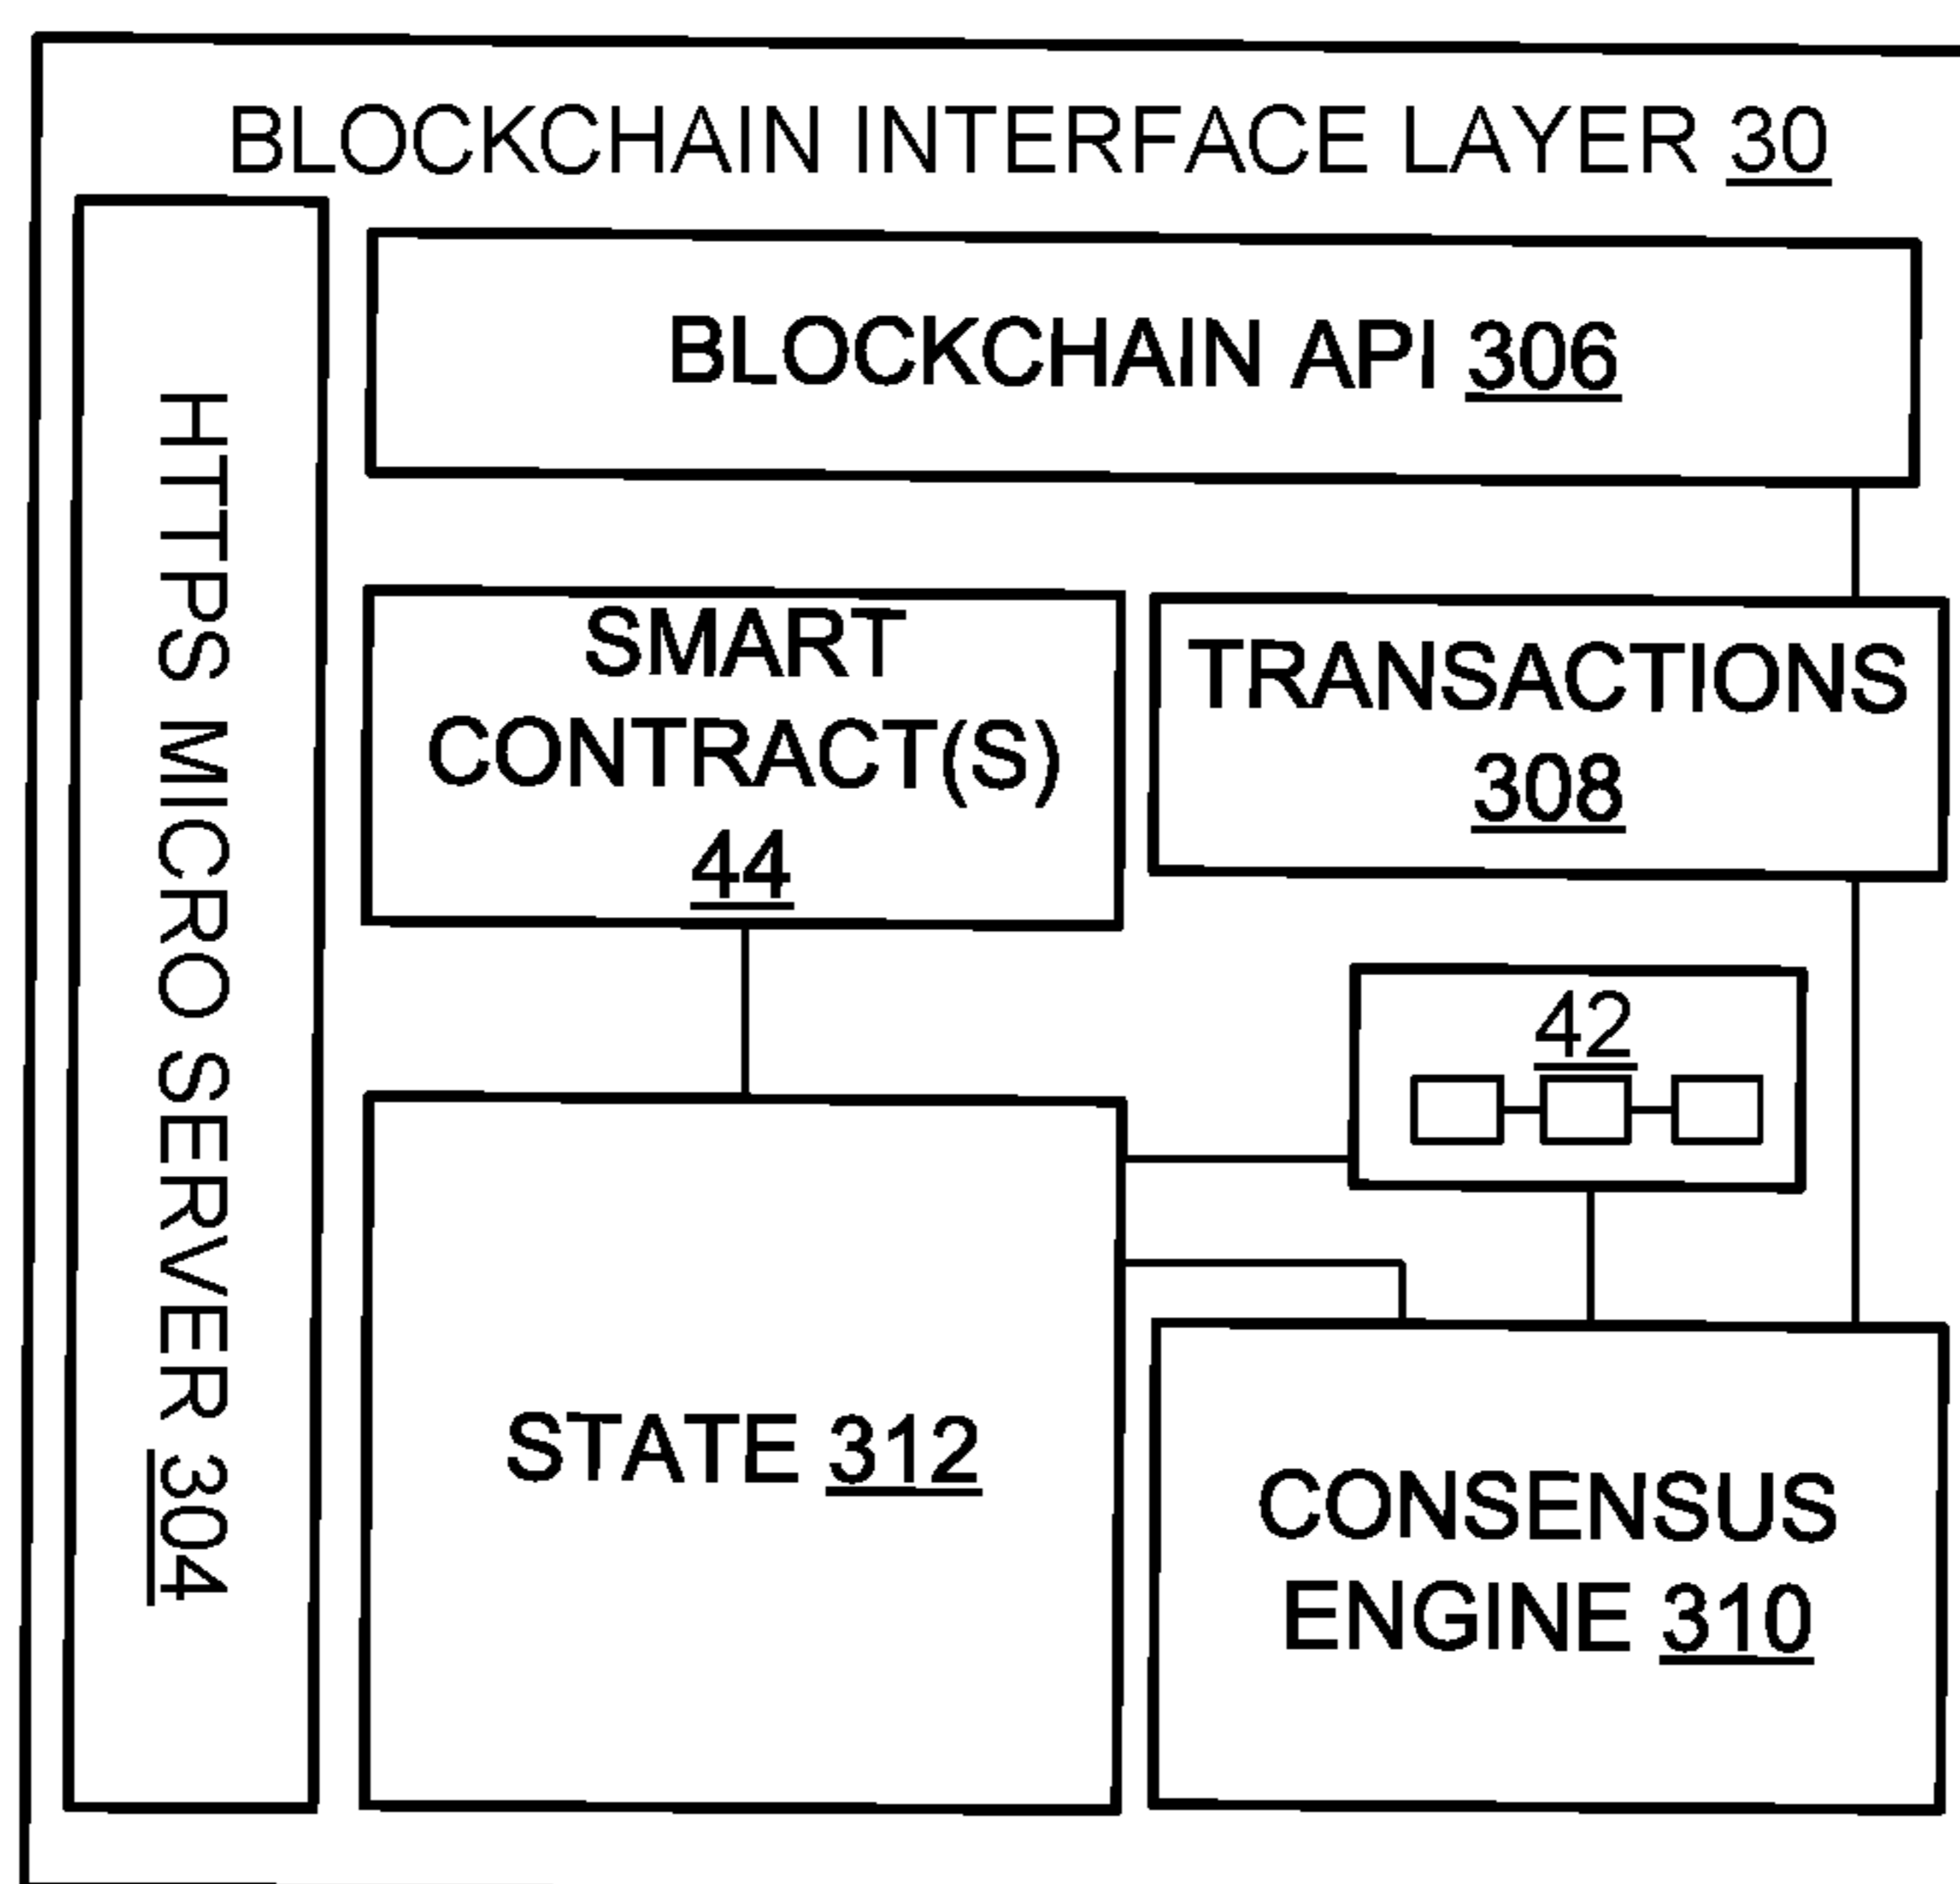 BLOCKCHAIN INTERFACE LAYER 30
HTTPS MICRO SERVER 304
BLOCKCHAIN API 306
SMART
CONTRACT(S)
44
TRANSACTIONS
308
42
STATE 312
CONSENSUS
ENGINE 310